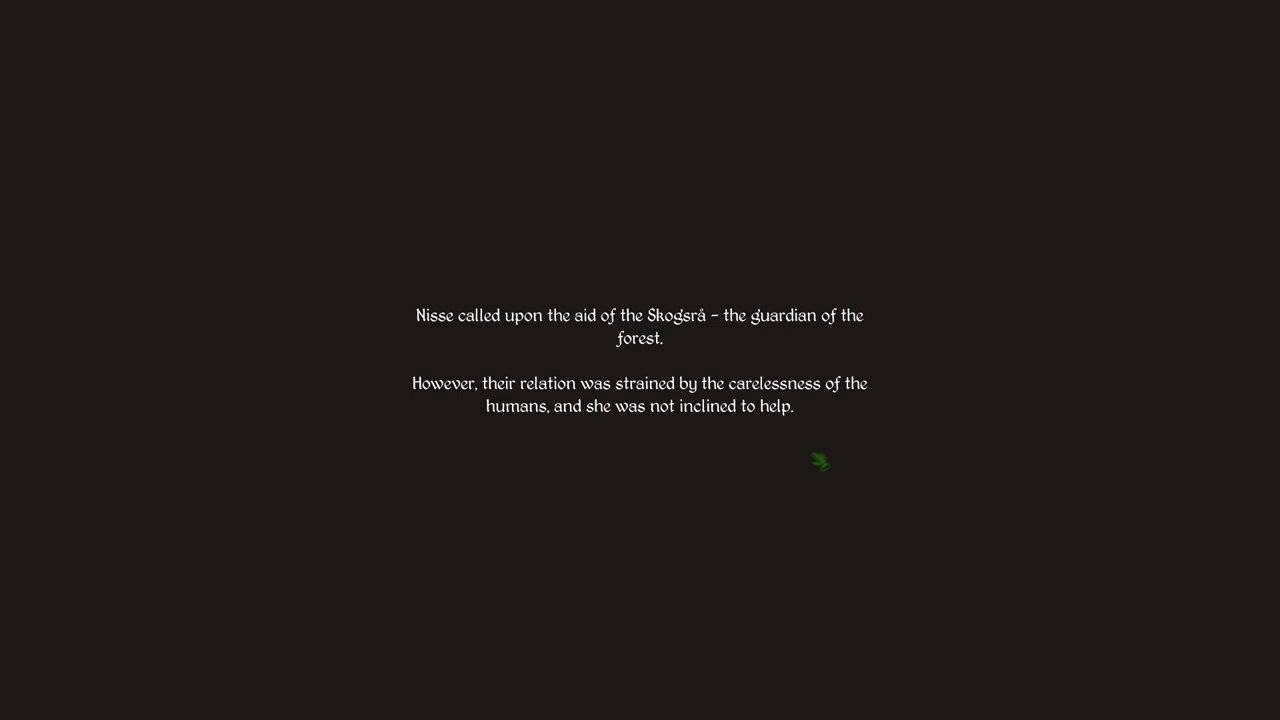 Nisse called upon the aid of the Skogsrå - the guardian of the
forest.
However, their relation was strained by the carelessness of the
humans, and she was not inclined to help.